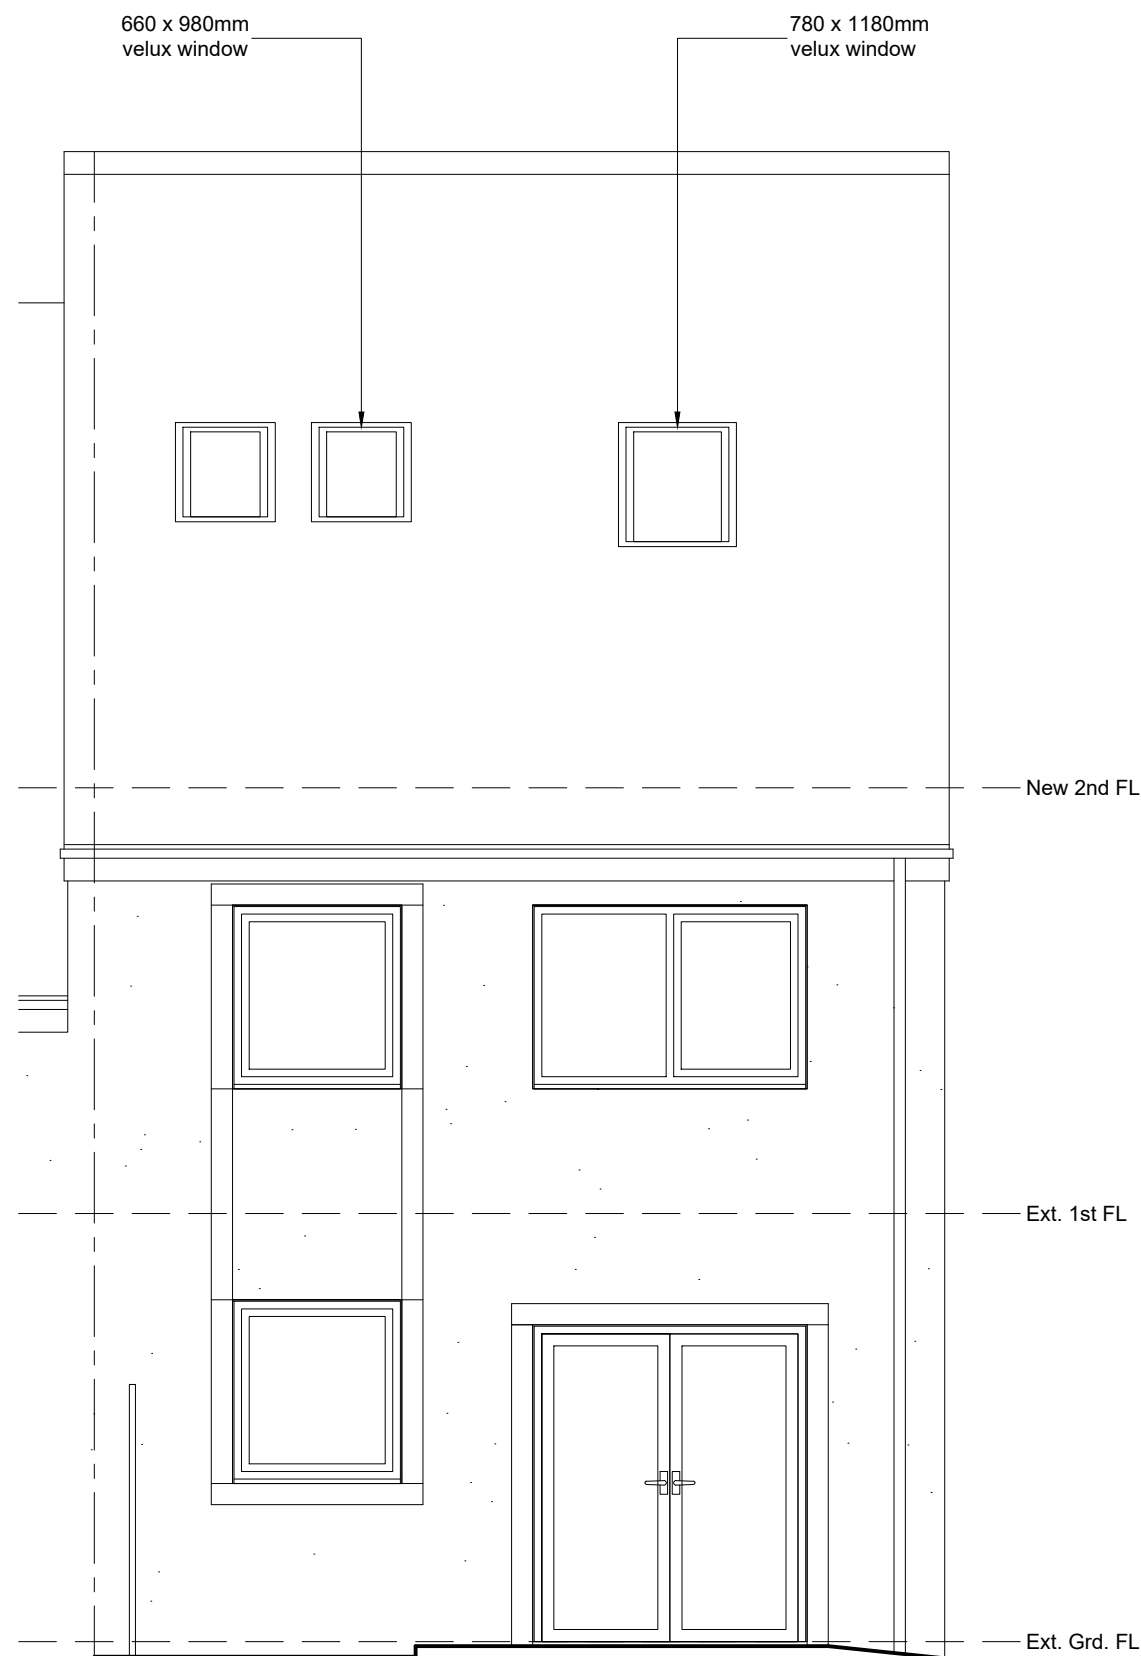 660 x 980mm
velux window
780 x 1180mm
velux window
New 2nd FL
Ext. 1st FL
Ext. Grd. FL